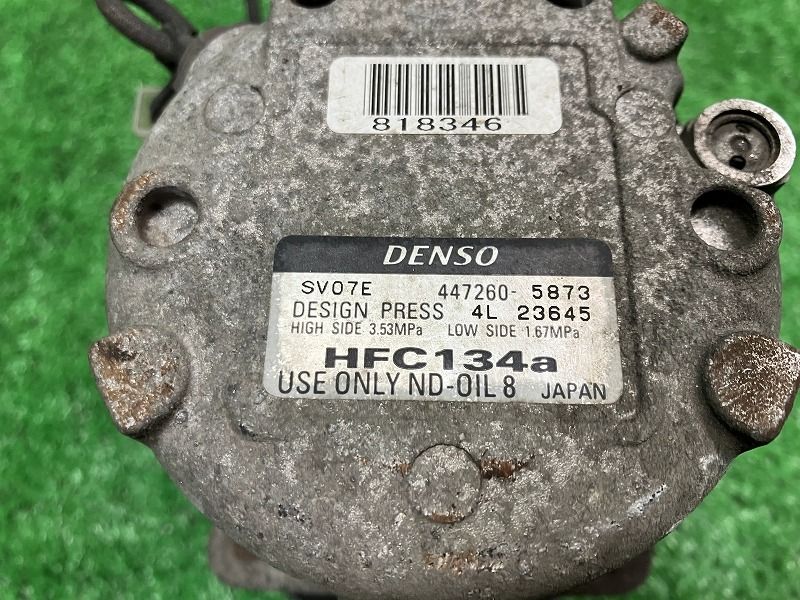 818346
DENSO
SV07E 447260-5873
DESIGN PRESS 4L 23645
HIGH SIDE 3.53MPa LOW SIDE 1.67MPa
HFC134a
USE ONLY ND-OIL 8 JAPAN